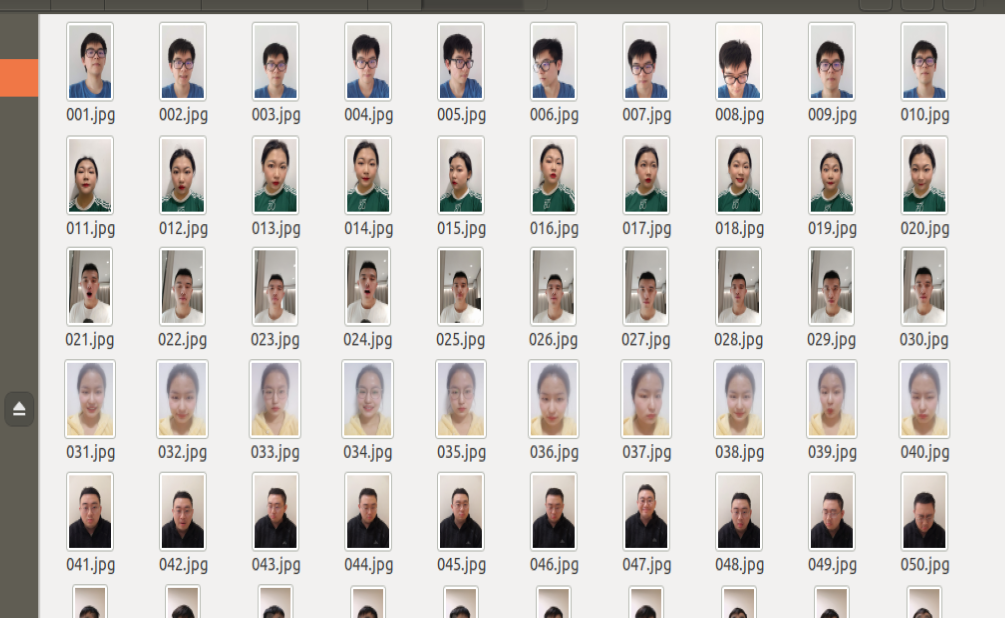 001.jpg 002.jpg 003.jpg 004.jpg 005.jpg 006.jpg 007.jpg 008.jpg 009.jpg 010.jpg
011.jpg 012.jpg 013.jpg 014.jpg 015.jpg 016.jpg 017.jpg 018.jpg 019.jpg 020.jpg
021.jpg 022.jpg 023.jpg 024.jpg 025.jpg 026.jpg 027.jpg 028.jpg 029.jpg 030.jpg
031.jpg 032.jpg 033.jpg 034.jpg 035.jpg 036.jpg 037.jpg 038.jpg 039.jpg 040.jpg
041.jpg 042.jpg 043.jpg 044.jpg 045.jpg 046.jpg 047.jpg 048.jpg 049.jpg 050.jpg